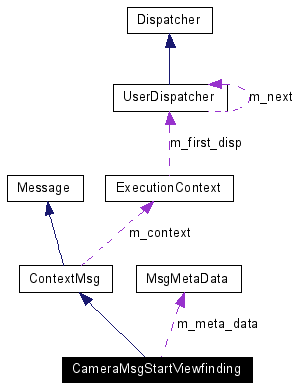 Dispatcher
UserDispatcher
m_next
m_first_disp
Message
ExecutionContext
m_context
ContextMsg
MsgMetaData
m_meta_data
CameraMsgStartViewfinding